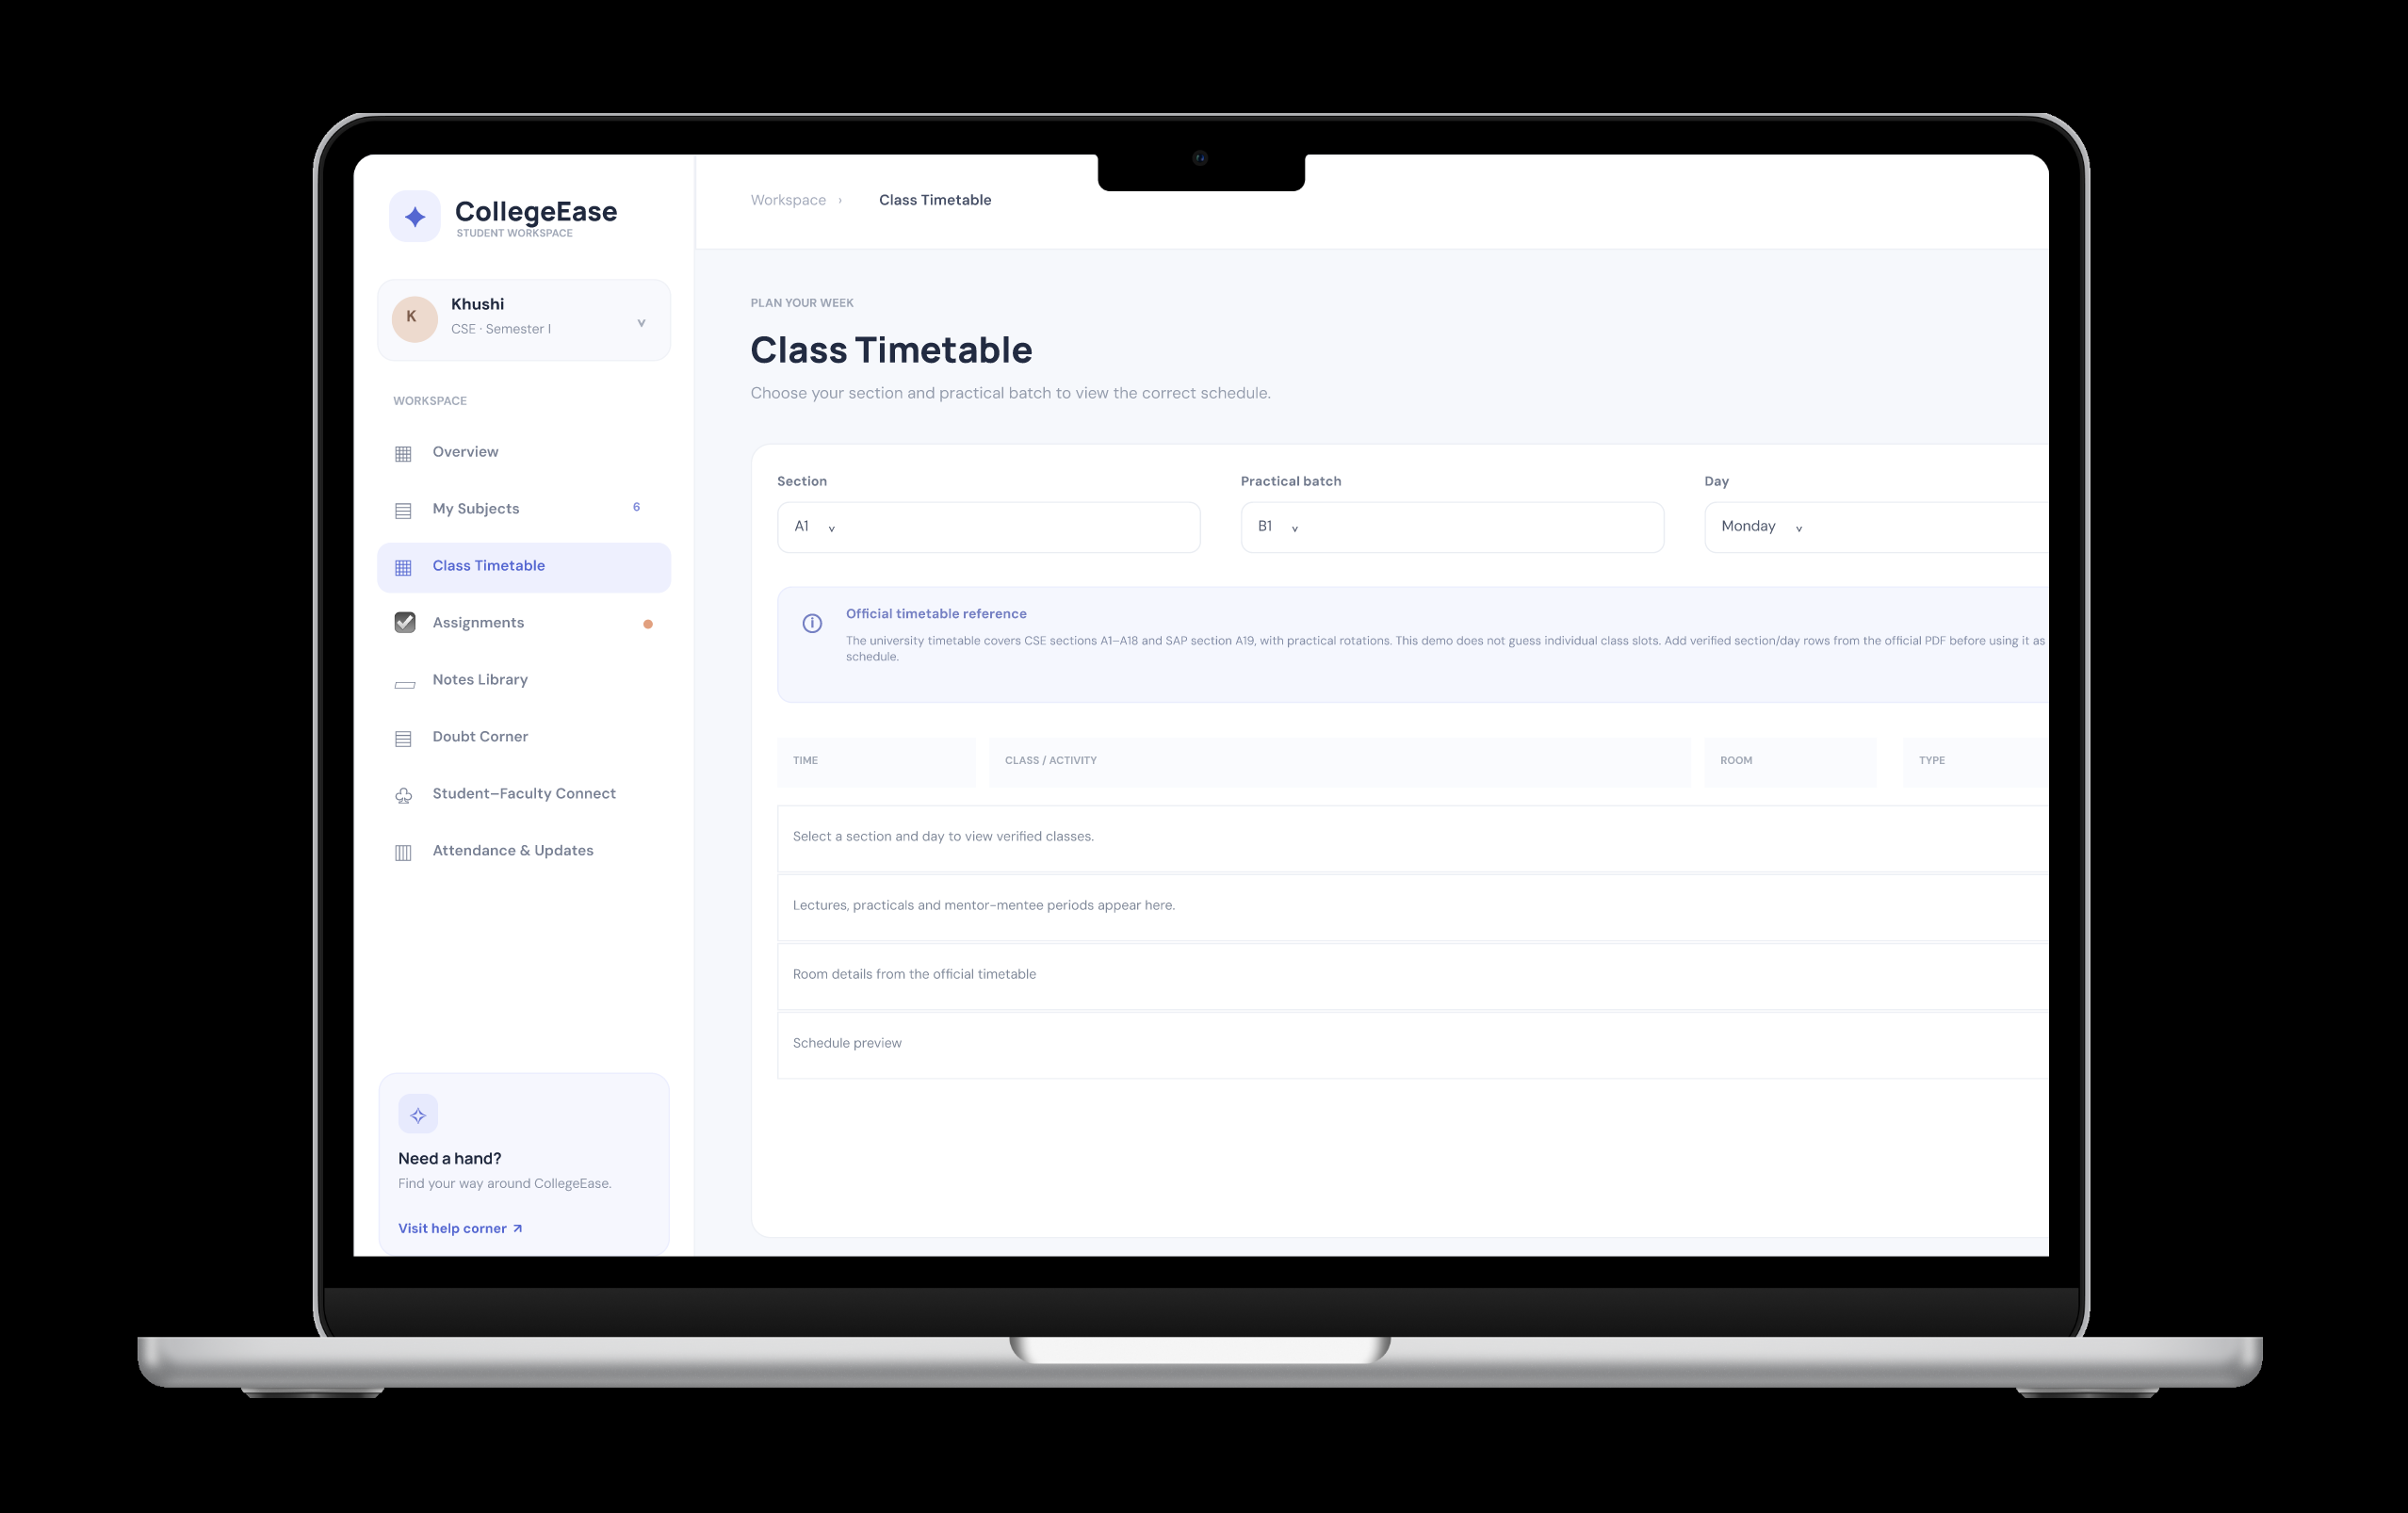 CollegeEase
STUDENT WORKSPACE
K
Khushi
CSE · Semester I
WORKSPACE
Overview
My Subjects 6
Class Timetable
Assignments
Notes Library
Doubt Corner
Student–Faculty Connect
Attendance & Updates
Need a hand?
Find your way around CollegeEase.
Visit help corner ↗
Workspace › Class Timetable
PLAN YOUR WEEK
Class Timetable
Choose your section and practical batch to view the correct schedule.
Section Practical batch Day
A1 B1 Monday
Official timetable reference
The university timetable covers CSE sections A1–A18 and SAP section A19, with practical rotations. This demo does not guess individual class slots. Add verified section/day rows from the official PDF before using it as
schedule.
TIME CLASS / ACTIVITY ROOM TYPE
Select a section and day to view verified classes.
Lectures, practicals and mentor-mentee periods appear here.
Room details from the official timetable
Schedule preview